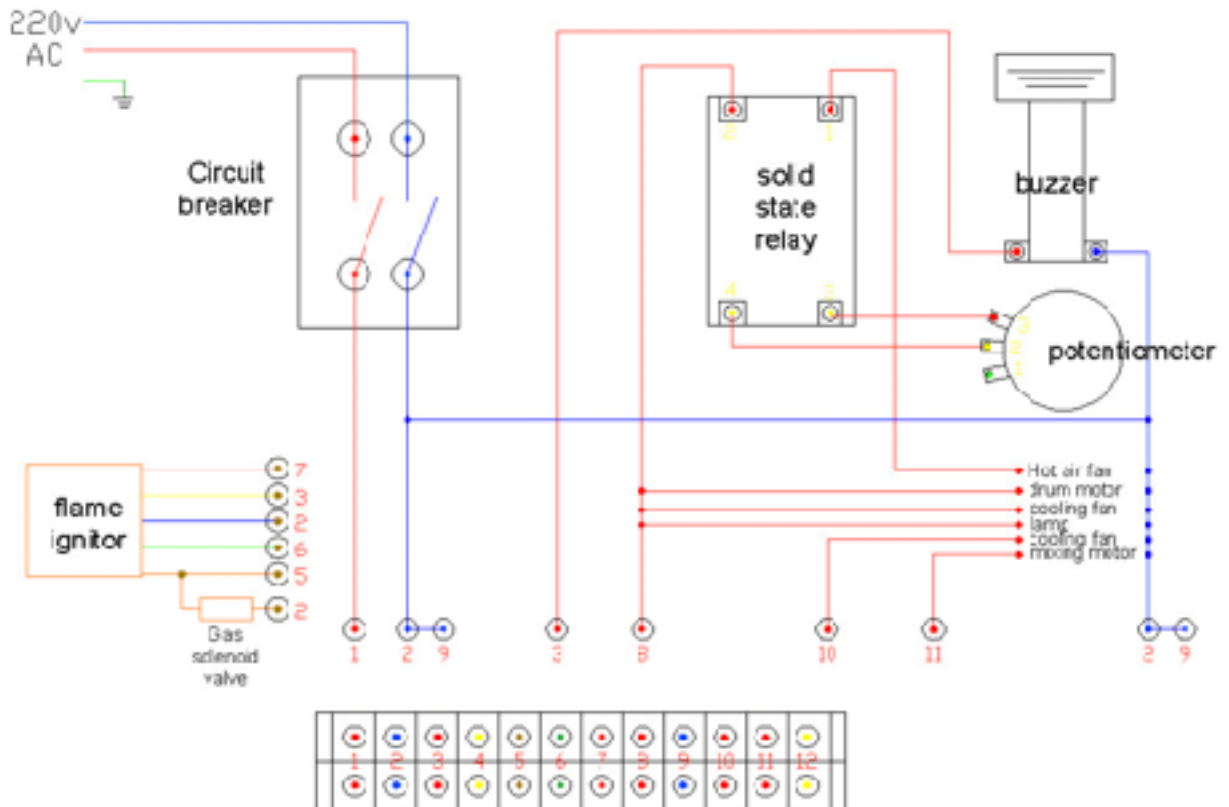 220v
AC
Circuit
breaker
2
1
solid
state
relay
4
buzzer
3
2
1
potentiometer
flame
ignitor
7
3
2
6
5
2
Gas
solenoid
valve
Hot air fan
drum motor
cooling fan
lamp
cooling fan
mixing motor
1 2 9 3 8 10 11 2 9
1 2 3 4 5 6 7 8 9 10 11 12